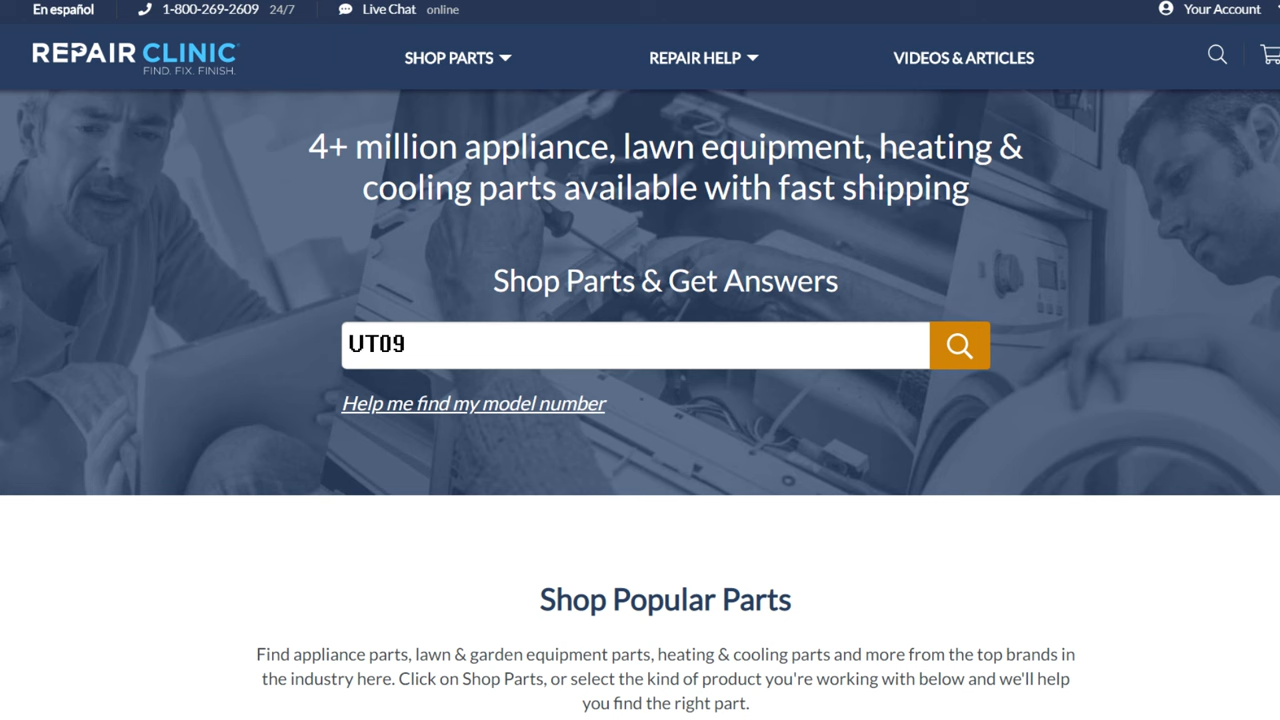 En español 1-800-269-2609 24/7 Live Chat online Your Account
REPAIR CLINIC
FIND. FIX. FINISH.
SHOP PARTS REPAIR HELP VIDEOS & ARTICLES
4+ million appliance, lawn equipment, heating &
cooling parts available with fast shipping
Shop Parts & Get Answers
UT09
Help me find my model number
Shop Popular Parts
Find appliance parts, lawn & garden equipment parts, heating & cooling parts and more from the top brands in
the industry here. Click on Shop Parts, or select the kind of product you're working with below and we'll help
you find the right part.